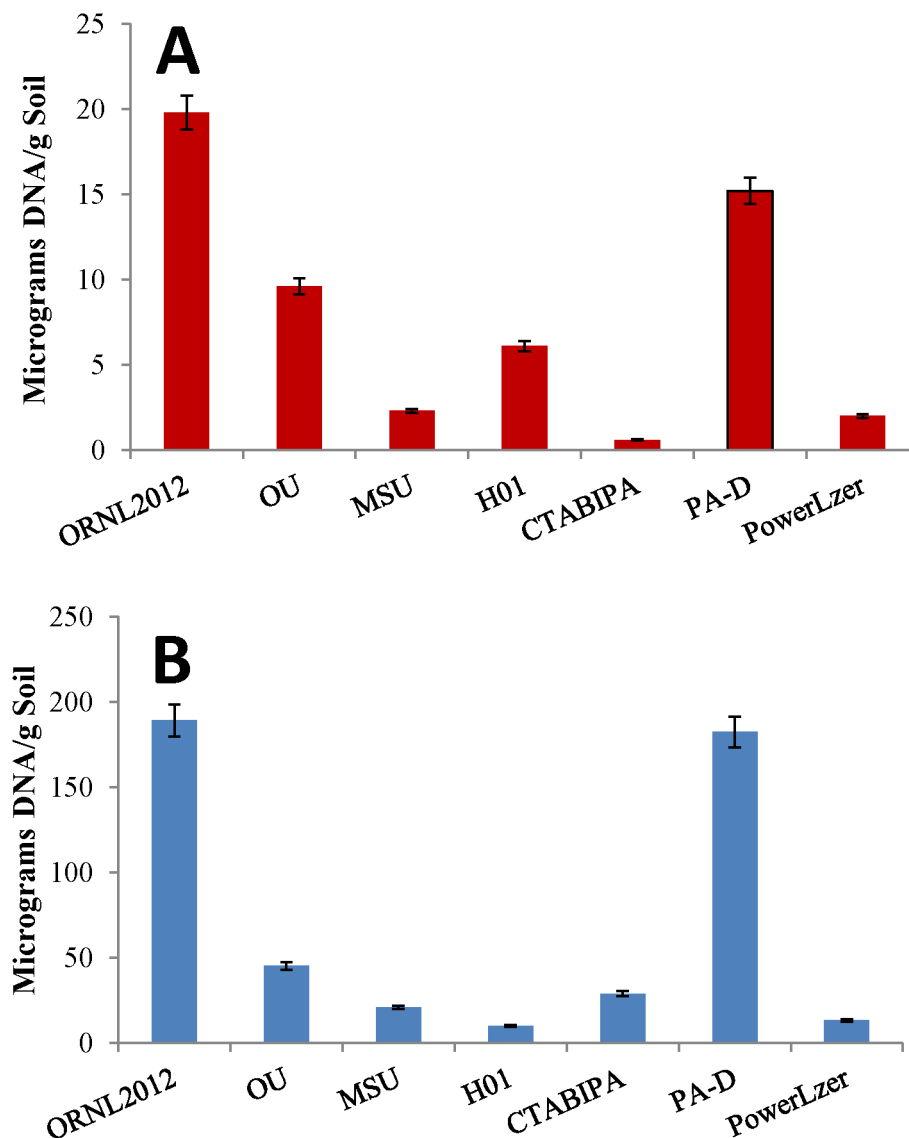 A
25
20
15
10
5
0
Micrograms DNA/g Soil
ORNL2012
OU
MSU
H01
CTABIPA
PA-D
PowerLzer
B
250
200
150
100
50
0
Micrograms DNA/g Soil
ORNL2012
OU
MSU
H01
CTABIPA
PA-D
PowerLzer